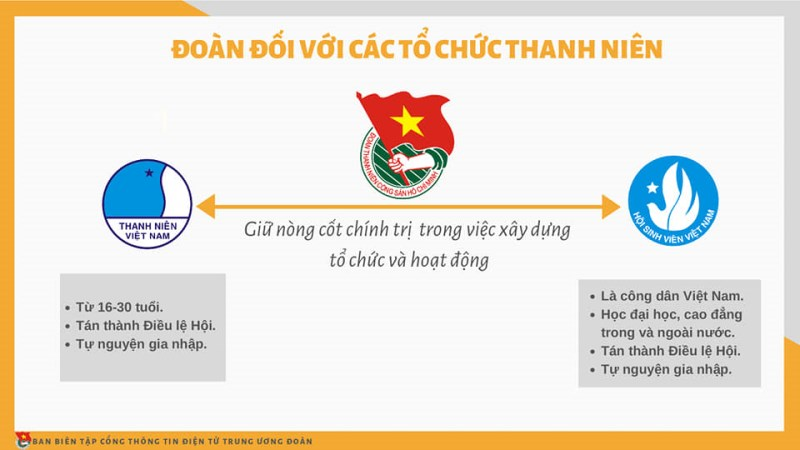 ĐOÀN ĐỐI VỚI CÁC TỔ CHỨC THANH NIÊN
ĐOÀN THANH NIÊN CỘNG SẢN HỒ CHÍ MINH
THANH NIÊN
VIỆT NAM
HỘI SINH VIÊN VIỆT NAM
Giữ nòng cốt chính trị trong việc xây dựng
tổ chức và hoạt động
• Từ 16-30 tuổi.
• Tán thành Điều lệ Hội.
• Tự nguyện gia nhập.
• Là công dân Việt Nam.
• Học đại học, cao đẳng
trong và ngoài nước.
• Tán thành Điều lệ Hội.
• Tự nguyện gia nhập.
BAN BIÊN TẬP CỔNG THÔNG TIN ĐIỆN TỬ TRUNG ƯƠNG ĐOÀN